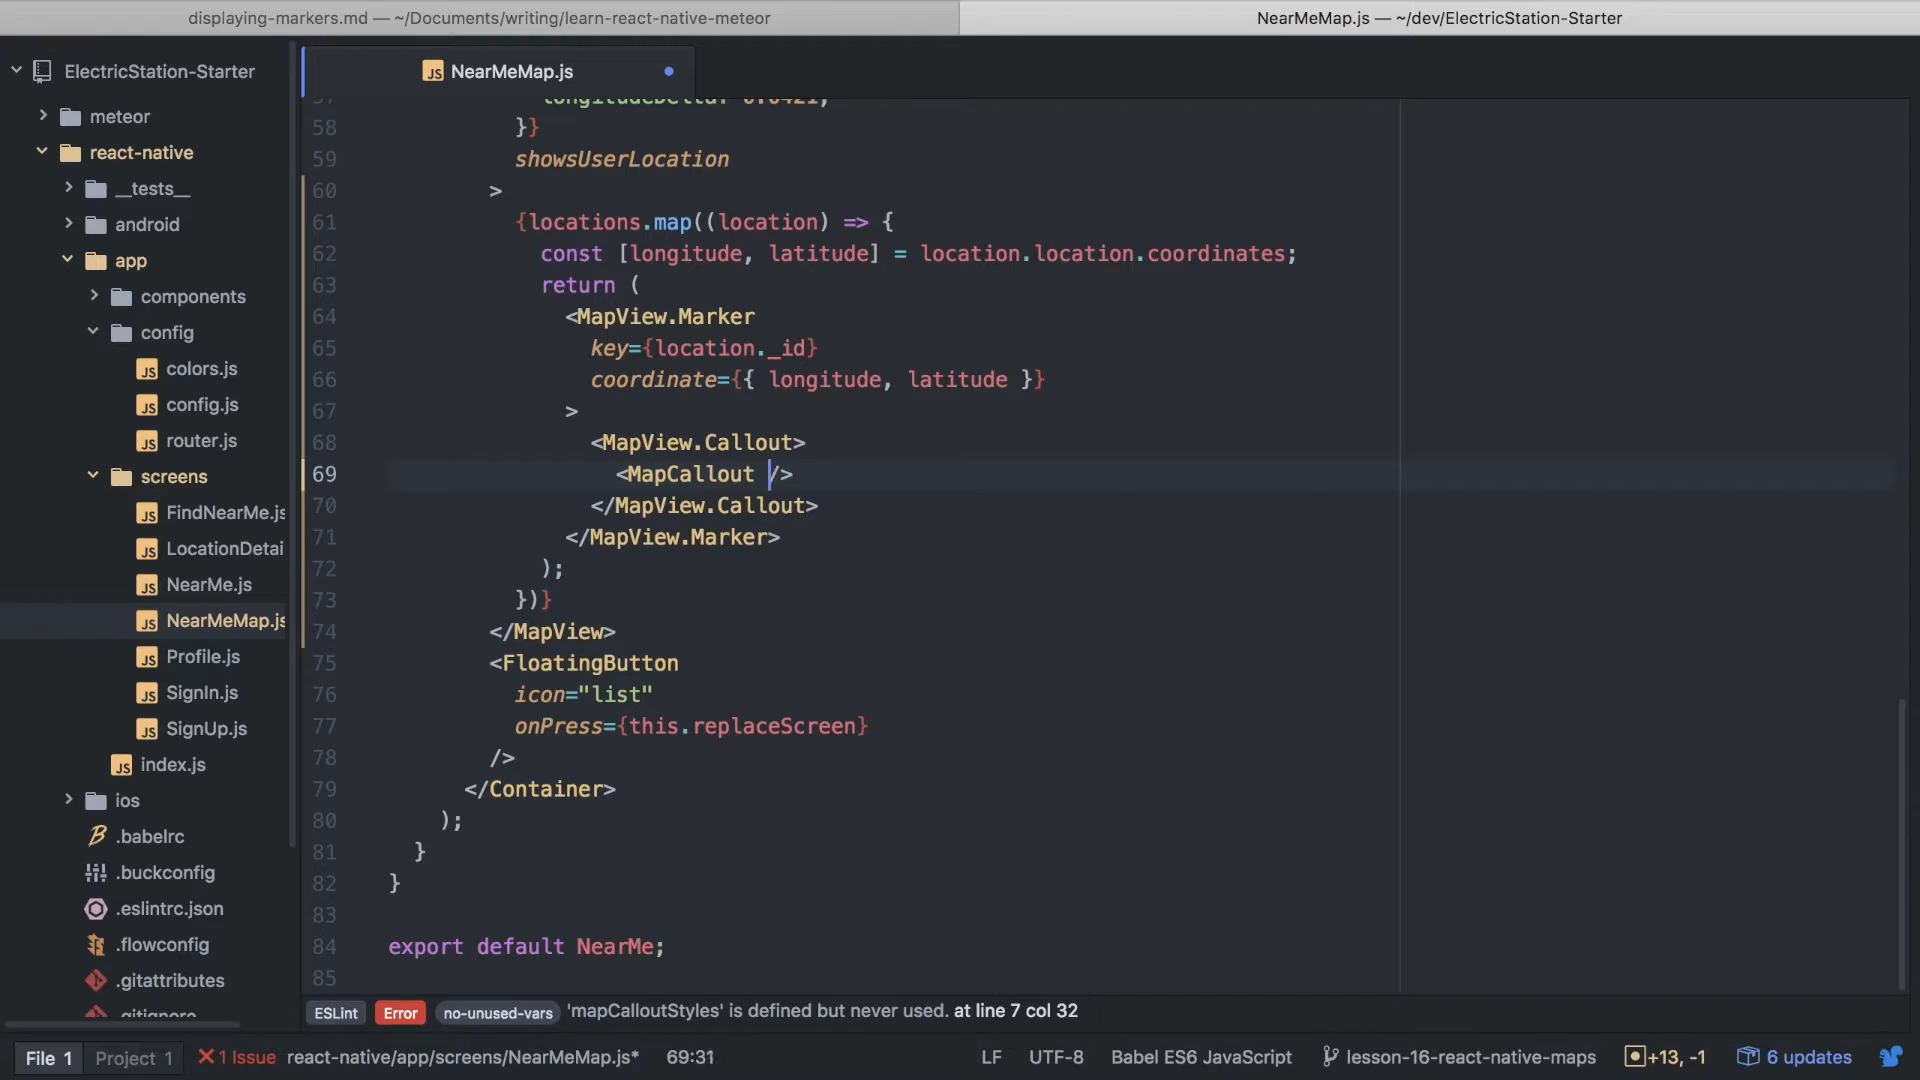 displaying-markers.md — ~/Documents/writing/learn-react-native-meteor
NearMeMap.js — ~/dev/ElectricStation-Starter
ElectricStation-Starter
meteor
react-native
__tests__
android
app
components
config
colors.js
config.js
router.js
screens
FindNearMe.js
LocationDetai
NearMe.js
NearMeMap.js
Profile.js
SignIn.js
SignUp.js
index.js
ios
.babelrc
.buckconfig
.eslintrc.json
.flowconfig
.gitattributes
.gitignore
NearMeMap.js
57 longitudeDelta: 0.0421,
58 }}
59 showsUserLocation
60 >
61 {locations.map((location) => {
62 const [longitude, latitude] = location.location.coordinates;
63 return (
64 <MapView.Marker
65 key={location._id}
66 coordinate={{ longitude, latitude }}
67 >
68 <MapView.Callout>
69 <MapCallout />
70 </MapView.Callout>
71 </MapView.Marker>
72 );
73 })}
74 </MapView>
75 <FloatingButton
76 icon="list"
77 onPress={this.replaceScreen}
78 />
79 </Container>
80 );
81 }
82 }
83
84 export default NearMe;
85
ESLint Error no-unused-vars 'mapCalloutStyles' is defined but never used. at line 7 col 32
File 1 Project 1 1 Issue react-native/app/screens/NearMeMap.js* 69:31 LF UTF-8 Babel ES6 JavaScript lesson-16-react-native-maps +13, -1 6 updates